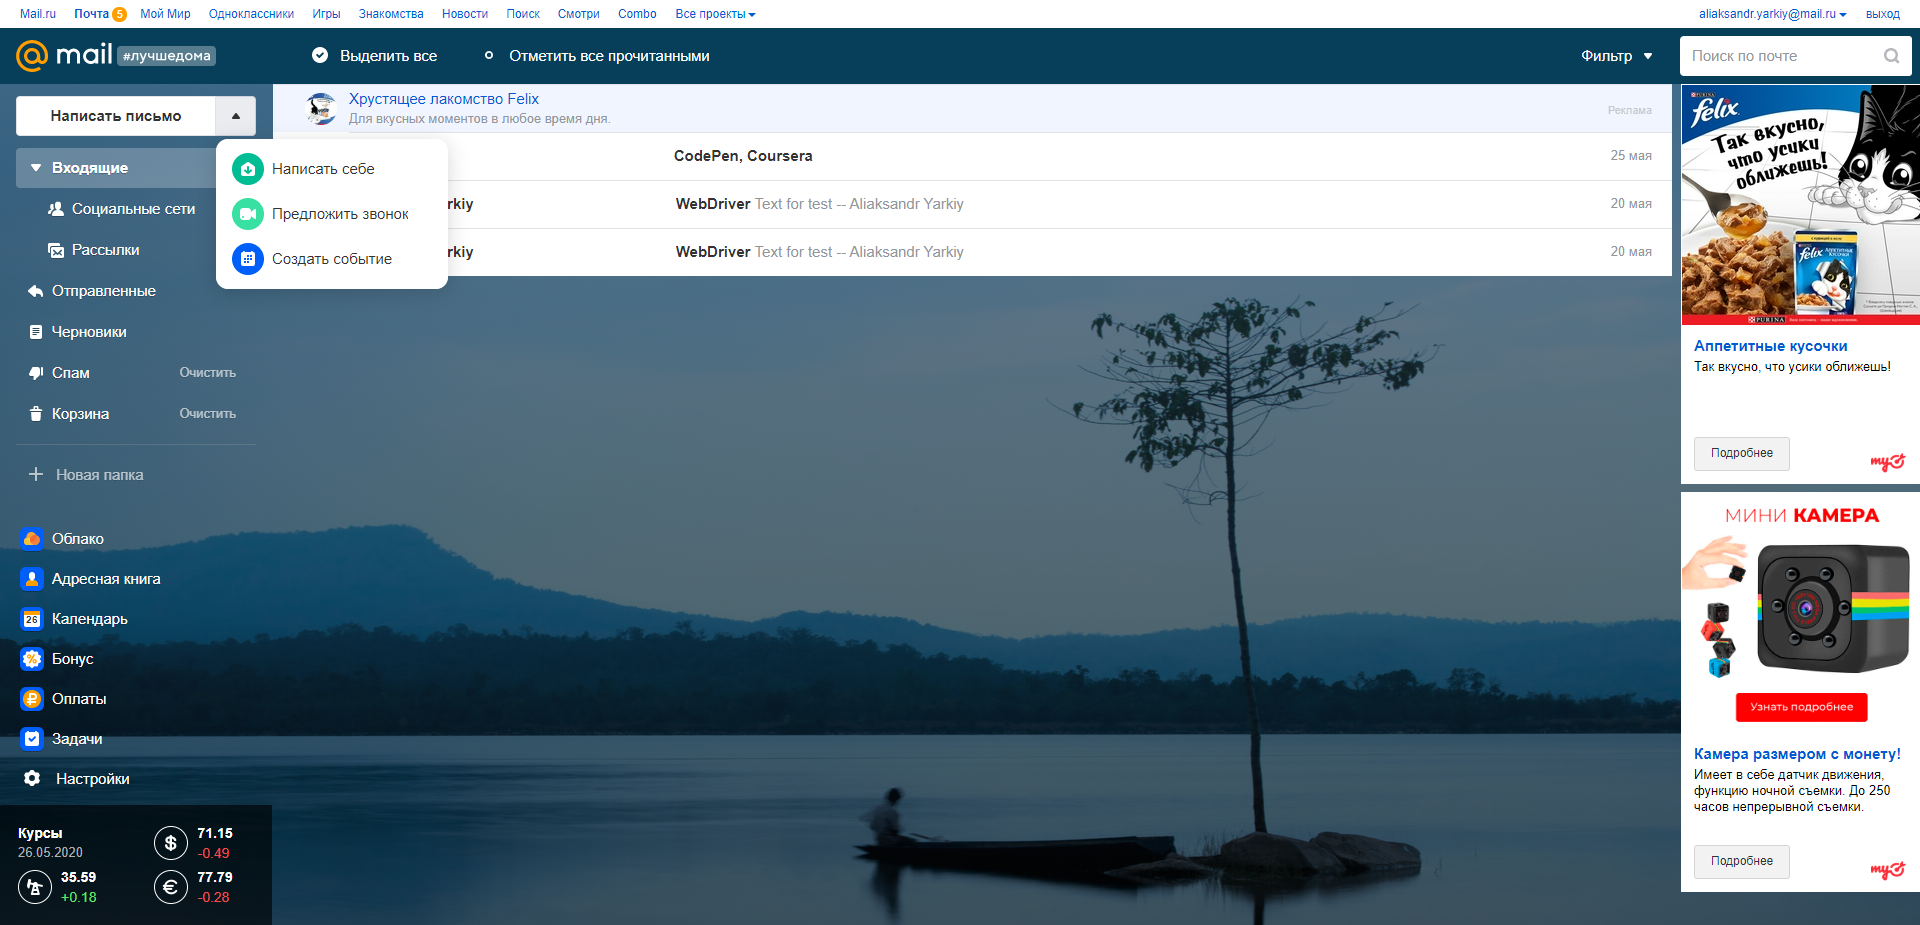 Mail.ru Почта 5 Мой Мир Одноклассники Игры Знакомства Новости Поиск Смотри Combo Все проекты
aliaksandr.yarkiy@mail.ru выход
@mail #лучшедома
Выделить все
Отметить все прочитанными
Фильтр
Поиск по почте
Написать письмо
Входящие
Социальные сети
Рассылки
Отправленные
Черновики
Спам Очистить
Корзина Очистить
Новая папка
Облако
Адресная книга
26 Календарь
Бонус
Оплаты
Задачи
Настройки
Курсы
26.05.2020
$ 71.15
-0.49
35.59
+0.18
€ 77.79
-0.28
Написать себе
Предложить звонок
Создать событие
Хрустящее лакомство Felix
Для вкусных моментов в любое время дня.
Реклама
CodePen, Coursera 25 мая
rkiy WebDriver Text for test -- Aliaksandr Yarkiy 20 мая
rkiy WebDriver Text for test -- Aliaksandr Yarkiy 20 мая
PURINA
felix
Так вкусно,
что усики
оближешь!
felix
PURINA
Аппетитные кусочки
Так вкусно, что усики оближешь!
Подробнее
my
МИНИ КАМЕРА
Узнать подробнее
Камера размером с монету!
Имеет в себе датчик движения,
функцию ночной съемки. До 250
часов непрерывной съемки.
Подробнее
my